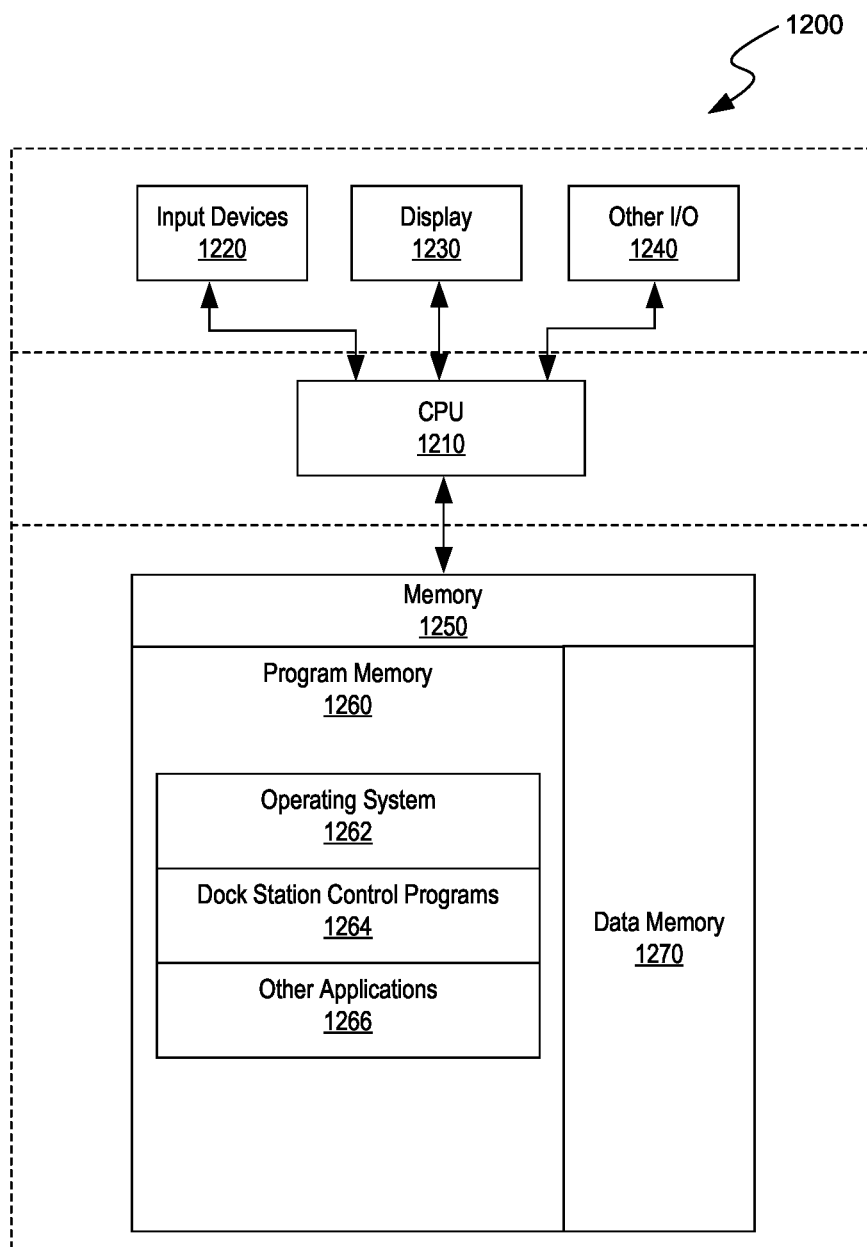 1200
Input Devices
1220
Display
1230
Other I/O
1240
CPU
1210
Memory
1250
Program Memory
1260
Operating System
1262
Dock Station Control Programs
1264
Other Applications
1266
Data Memory
1270